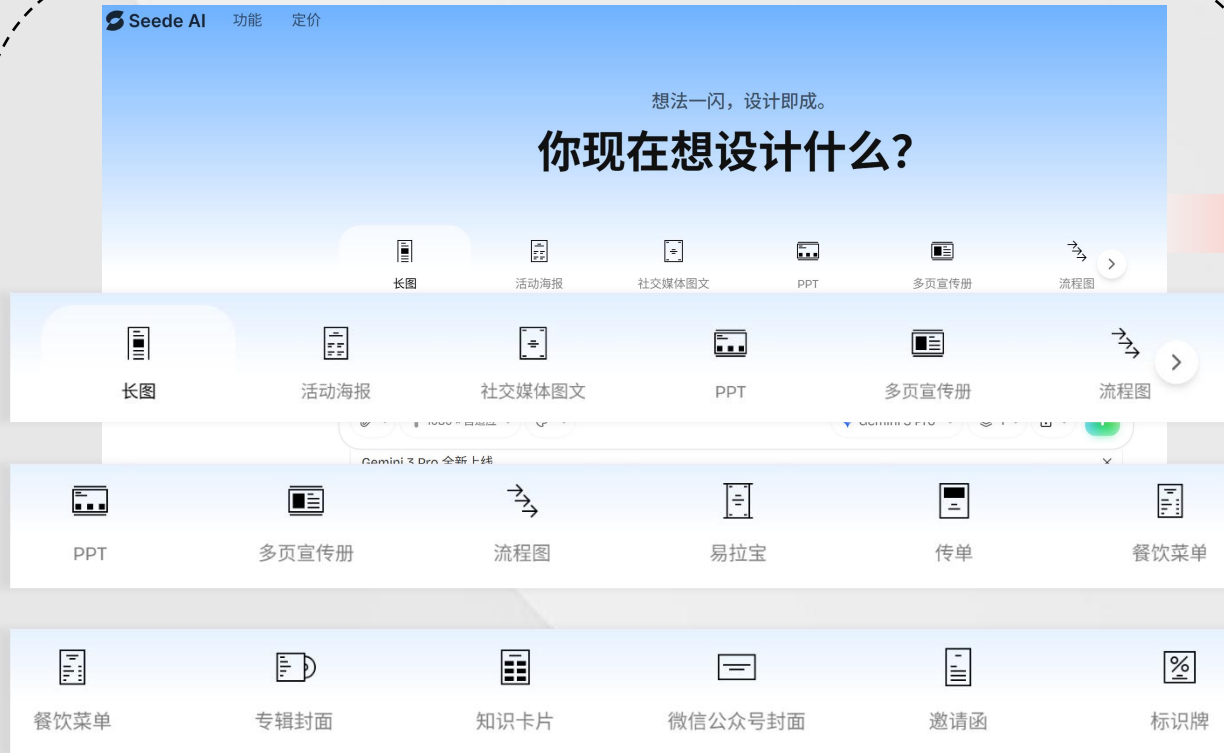 Seede AI 功能 定价
想法一闪，设计即成。
你现在想设计什么？
长图 活动海报 社交媒体图文 PPT 多页宣传册 流程图
长图 活动海报 社交媒体图文 PPT 多页宣传册 流程图
Gemini 3 Pro
Gemini 3 Pro 全新上线
PPT 多页宣传册 流程图 易拉宝 传单 餐饮菜单
餐饮菜单 专辑封面 知识卡片 微信公众号封面 邀请函 标识牌